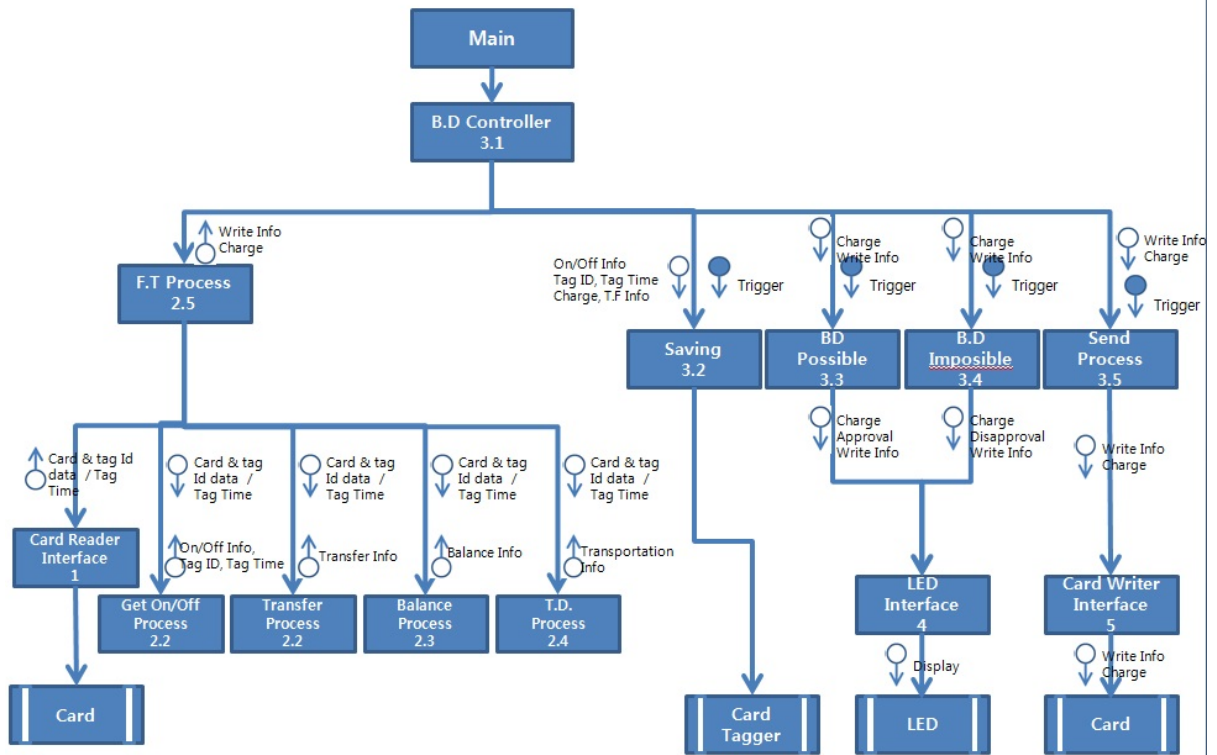 Main
B.D Controller
3.1
Write Info
Charge
F.T Process
2.5
On/Off Info
Tag ID, Tag Time
Charge, T.F Info
Trigger
Charge
Write Info
Trigger
Charge
Write Info
Trigger
Write Info
Charge
Trigger
Saving
3.2
BD
Possible
3.3
B.D
Imposible
3.4
Send
Process
3.5
Charge
Approval
Write Info
Charge
Disapproval
Write Info
Write Info
Charge
Card & tag Id
data / Tag
Time
Card & tag
Id data /
Tag Time
Card & tag
Id data /
Tag Time
Card & tag
Id data /
Tag Time
Card & tag
Id data /
Tag Time
Card Reader
Interface
1
On/Off Info,
Tag ID, Tag Time
Transfer Info
Balance Info
Transportation
Info
Get On/Off
Process
2.2
Transfer
Process
2.2
Balance
Process
2.3
T.D.
Process
2.4
LED
Interface
4
Card Writer
Interface
5
Display
Write Info
Charge
Card
Card
Tagger
LED
Card